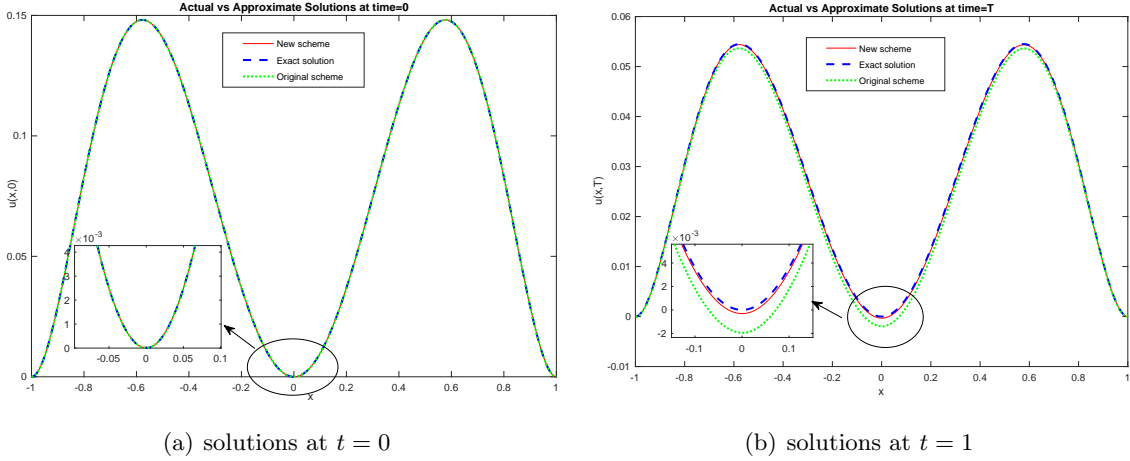 Actual vs Approximate Solutions at time=0
0.15
0.1
0.05
0
u(x,0)
New scheme
Exact solution
Original scheme
×10⁻³
4
3
2
1
0
-0.05 0 0.05 0.1
-1 -0.8 -0.6 -0.4 -0.2 0 0.2 0.4 0.6 0.8 1
x
(a) solutions at t = 0
Actual vs Approximate Solutions at time=T
0.06
0.05
0.04
0.03
0.02
0.01
0
-0.01
u(x,T)
New scheme
Exact solution
Original scheme
×10⁻³
4
2
0
-2
-0.1 0 0.1
-1 -0.8 -0.6 -0.4 -0.2 0 0.2 0.4 0.6 0.8 1
x
(b) solutions at t = 1